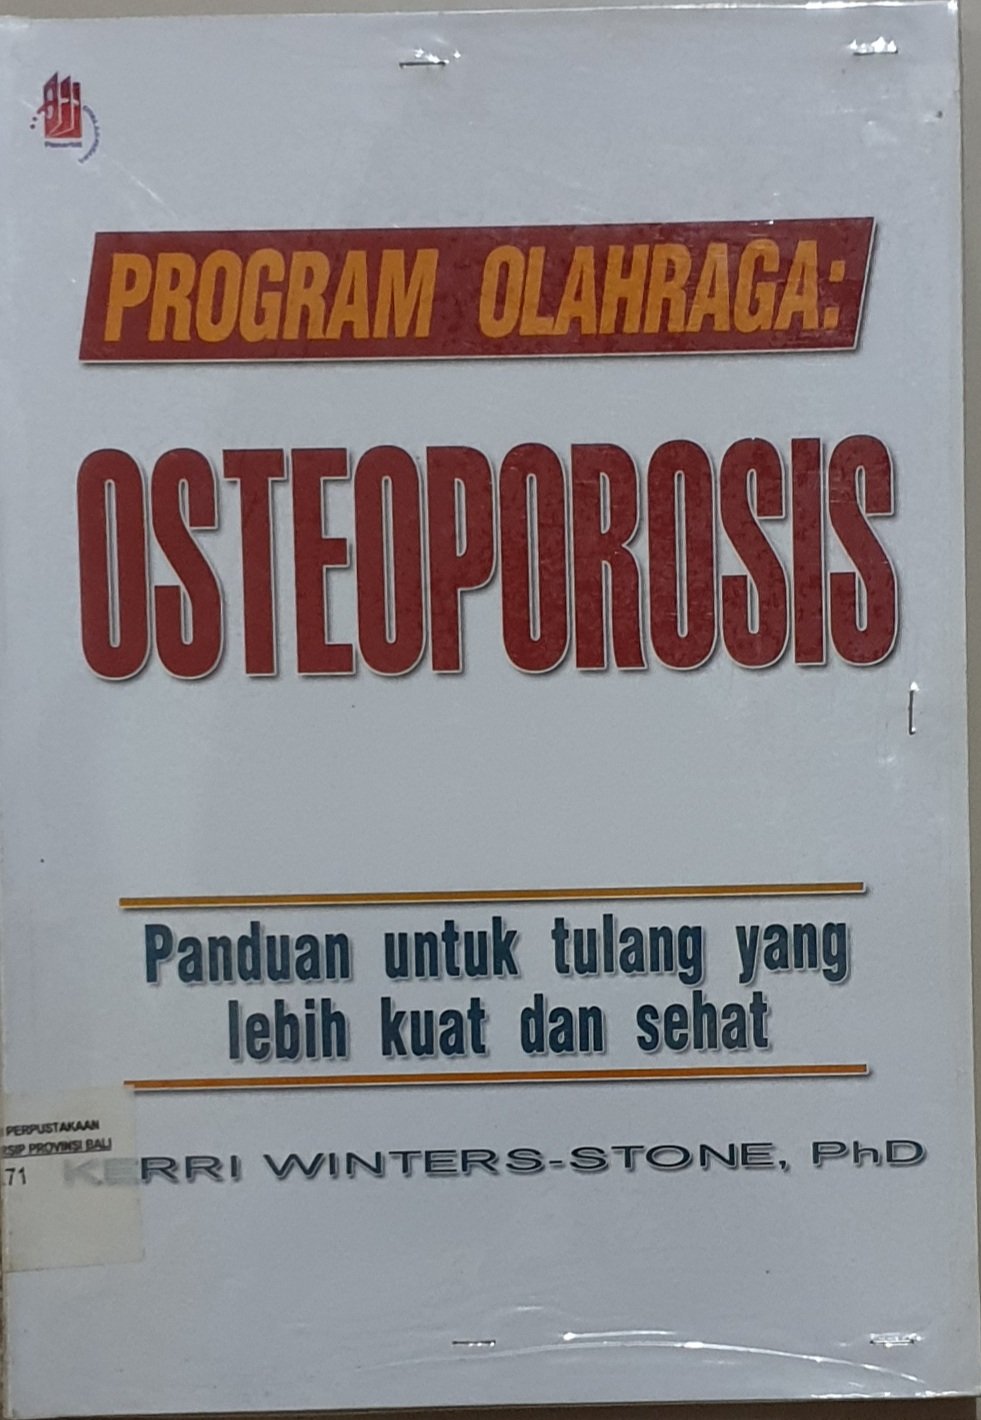 Penerbit
PROGRAM OLAHRAGA:
OSTEOPOROSIS
Panduan untuk tulang yang
lebih kuat dan sehat
PERPUSTAKAAN
RSIP PROVINSI BALI
.71
KERRI WINTERS-STONE, PhD